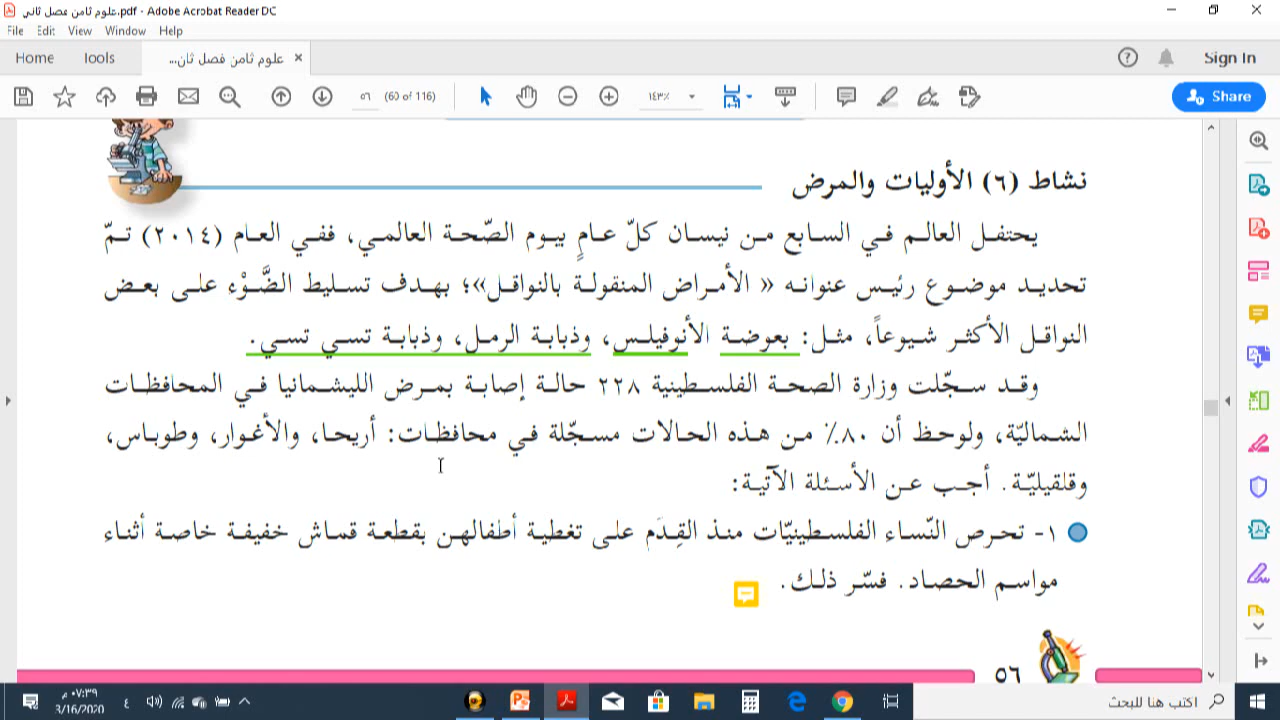 علوم ثامن فصل ثاني.pdf - Adobe Acrobat Reader DC
File Edit View Window Help
Home Tools علوم ثامن فصل ثان... × Sign In
٥٦ (60 of 116) ١٤٣٪ Share
نشاط (٦) الأوليات والمرض
يحتفل العالم في السابع من نيسان كلّ عامٍ بيوم الصّحة العالمي، ففي العام (٢٠١٤) تمّ
تحديد موضوع رئيس عنوانه « الأمراض المنقولة بالنواقل»؛ بهدف تسليط الضَّوْء على بعض
النواقل الأكثر شيوعاً، مثل: بعوضة الأنوفيلس، وذبابة الرمل، وذبابة تسي تسي.
وقد سجّلت وزارة الصحة الفلسطينية ٢٢٨ حالة إصابة بمرض الليشمانيا في المحافظات
الشماليّة، ولوحظ أن ٨٠٪ من هذه الحالات مسجّلة في محافظات: أريحا، والأغوار، وطوباس،
وقلقيليّة. أجب عن الأسئلة الآتية:
١- تحرص النّساء الفلسطينيّات منذ القِدَم على تغطية أطفالهن بقطعة قماش خفيفة خاصة أثناء
مواسم الحصاد. فسّر ذلك.
٥٦
اكتب هنا للبحث
٠٧:٣٩ م
3/16/2020
٤